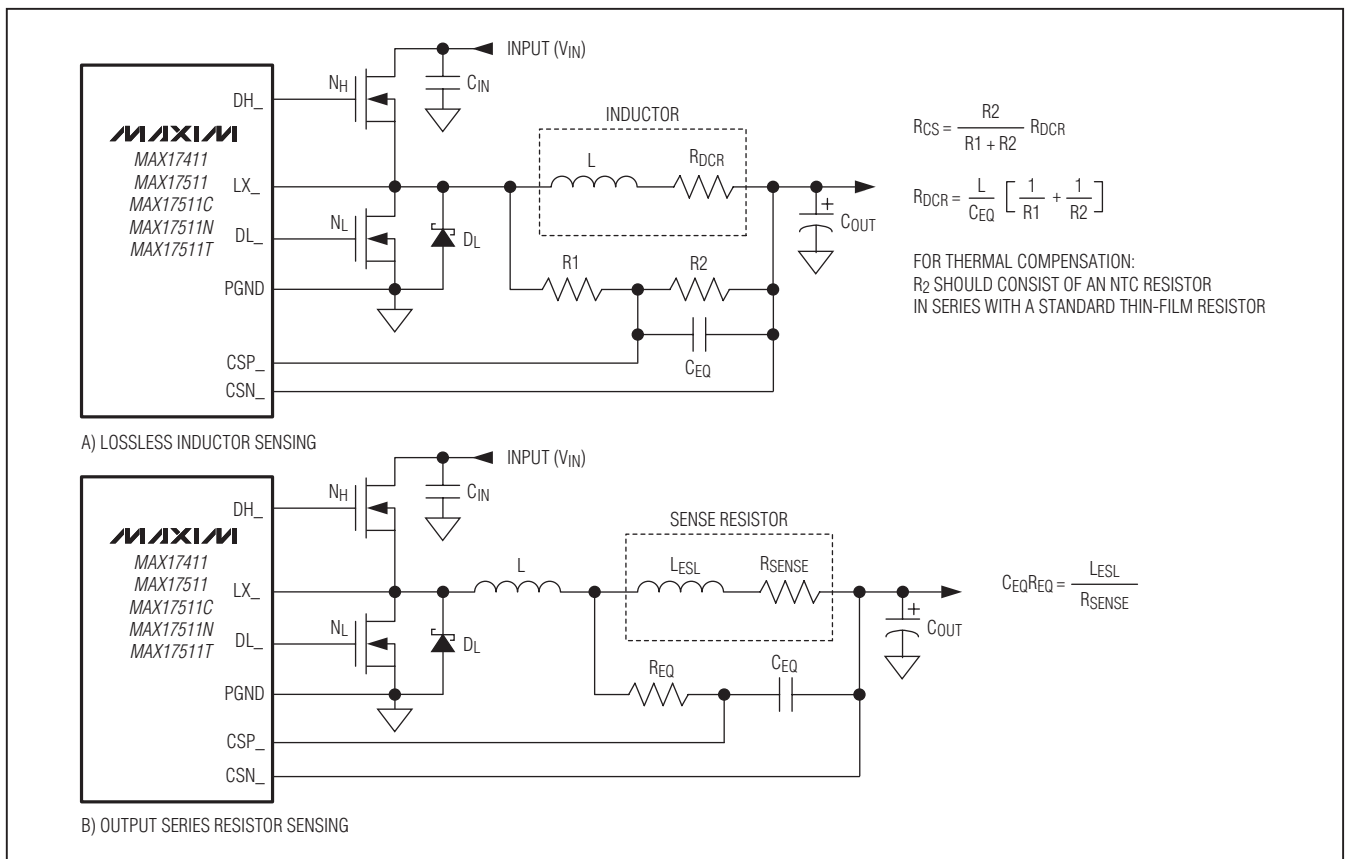 INPUT (VIN)
NH
CIN
DH_
MAXIM
MAX17411
MAX17511
MAX17511C
MAX17511N
MAX17511T
LX_
DL_
PGND
CSP_
CSN_
NL
DL
INDUCTOR
L
RDCR
COUT
+
R1
R2
CEQ
RCS = R2 / (R1 + R2) RDCR
RDCR = L / CEQ [ 1 / R1 + 1 / R2 ]
FOR THERMAL COMPENSATION:
R2 SHOULD CONSIST OF AN NTC RESISTOR
IN SERIES WITH A STANDARD THIN-FILM RESISTOR
A) LOSSLESS INDUCTOR SENSING
INPUT (VIN)
NH
CIN
DH_
MAXIM
MAX17411
MAX17511
MAX17511C
MAX17511N
MAX17511T
LX_
DL_
PGND
CSP_
CSN_
NL
DL
L
SENSE RESISTOR
LESL
RSENSE
COUT
+
REQ
CEQ
CEQREQ = LESL / RSENSE
B) OUTPUT SERIES RESISTOR SENSING